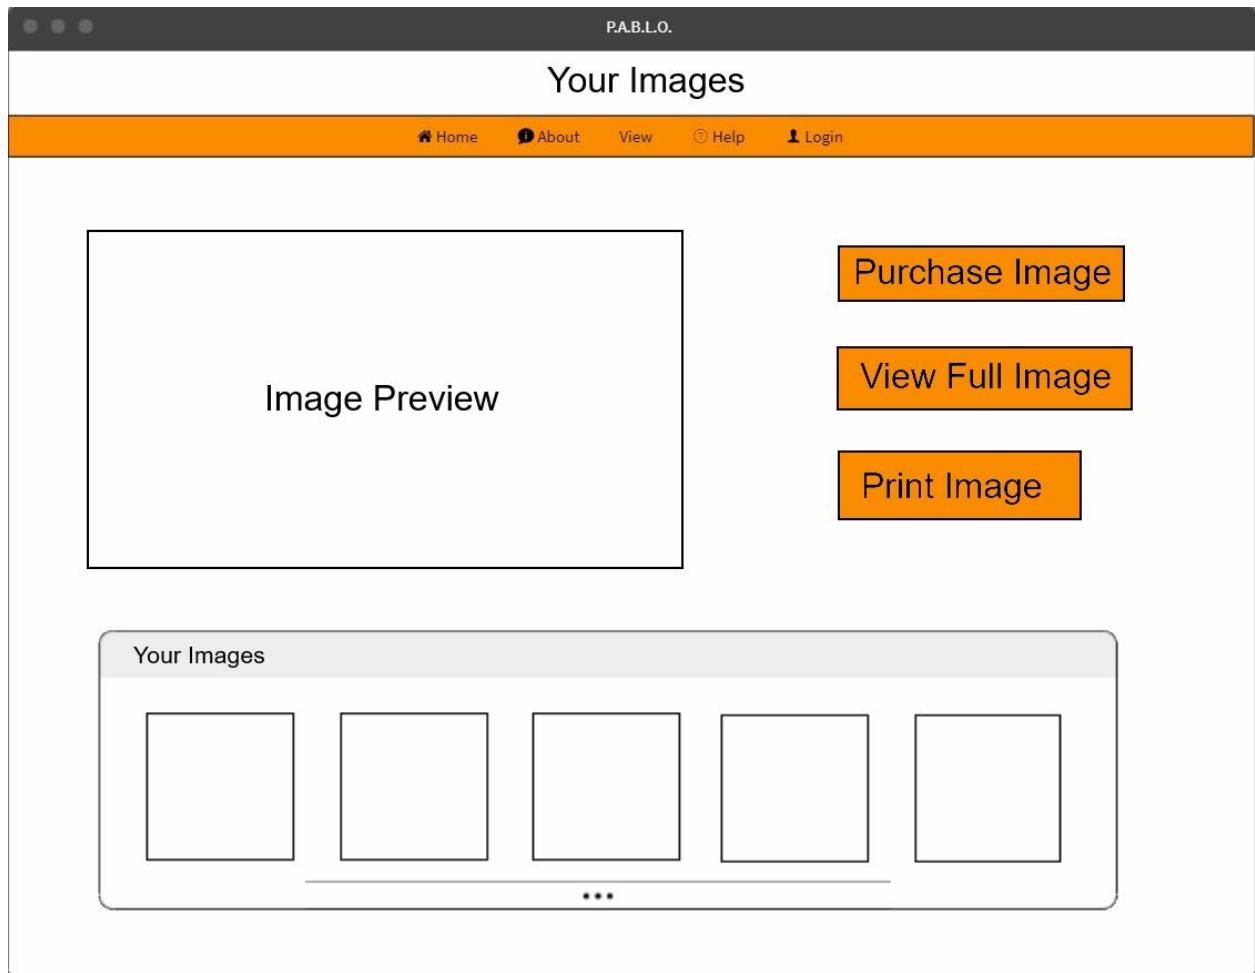 P.A.B.L.O.
Your Images
Home About View Help Login
Purchase Image
View Full Image
Image Preview
Print Image
Your Images